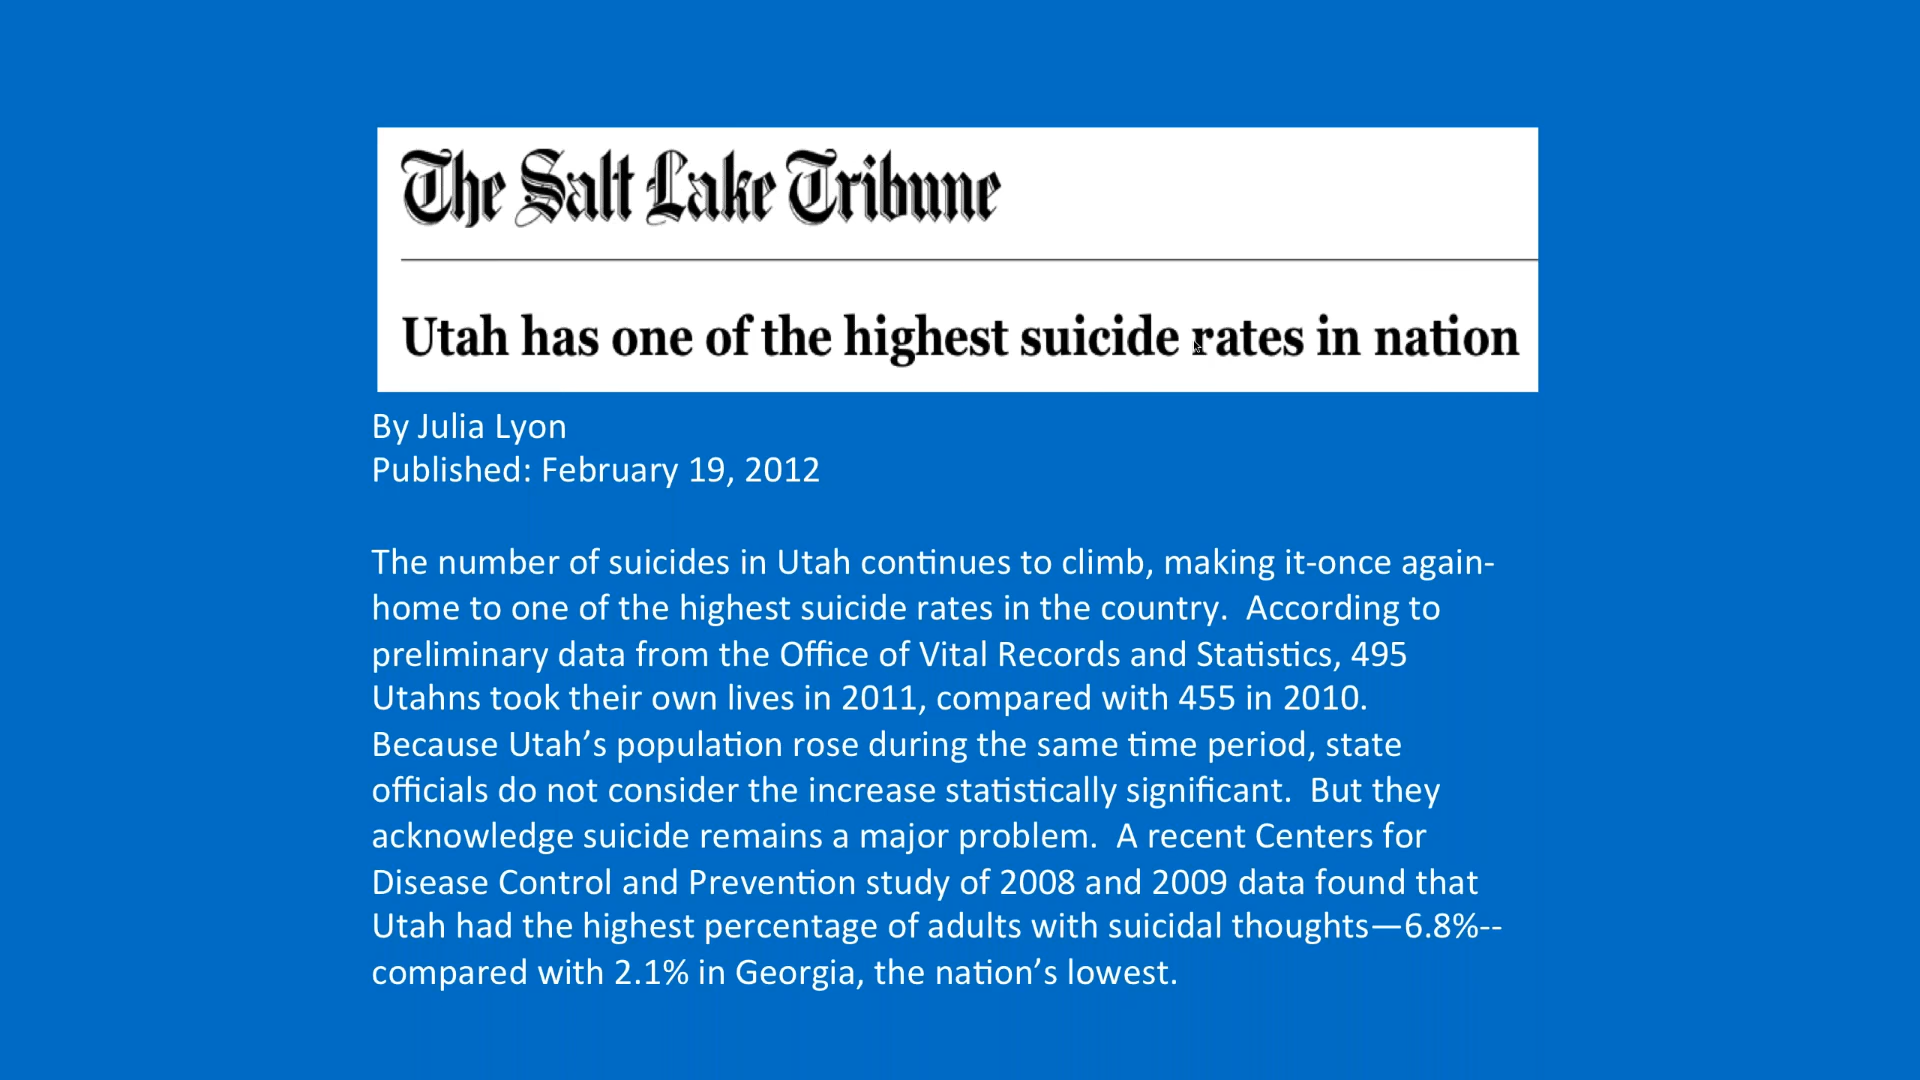 The Salt Lake Tribune
Utah has one of the highest suicide rates in nation
By Julia Lyon
Published: February 19, 2012
The number of suicides in Utah continues to climb, making it-once again-
home to one of the highest suicide rates in the country.  According to
preliminary data from the Office of Vital Records and Statistics, 495
Utahns took their own lives in 2011, compared with 455 in 2010.
Because Utah’s population rose during the same time period, state
officials do not consider the increase statistically significant.  But they
acknowledge suicide remains a major problem.  A recent Centers for
Disease Control and Prevention study of 2008 and 2009 data found that
Utah had the highest percentage of adults with suicidal thoughts—6.8%--
compared with 2.1% in Georgia, the nation’s lowest.